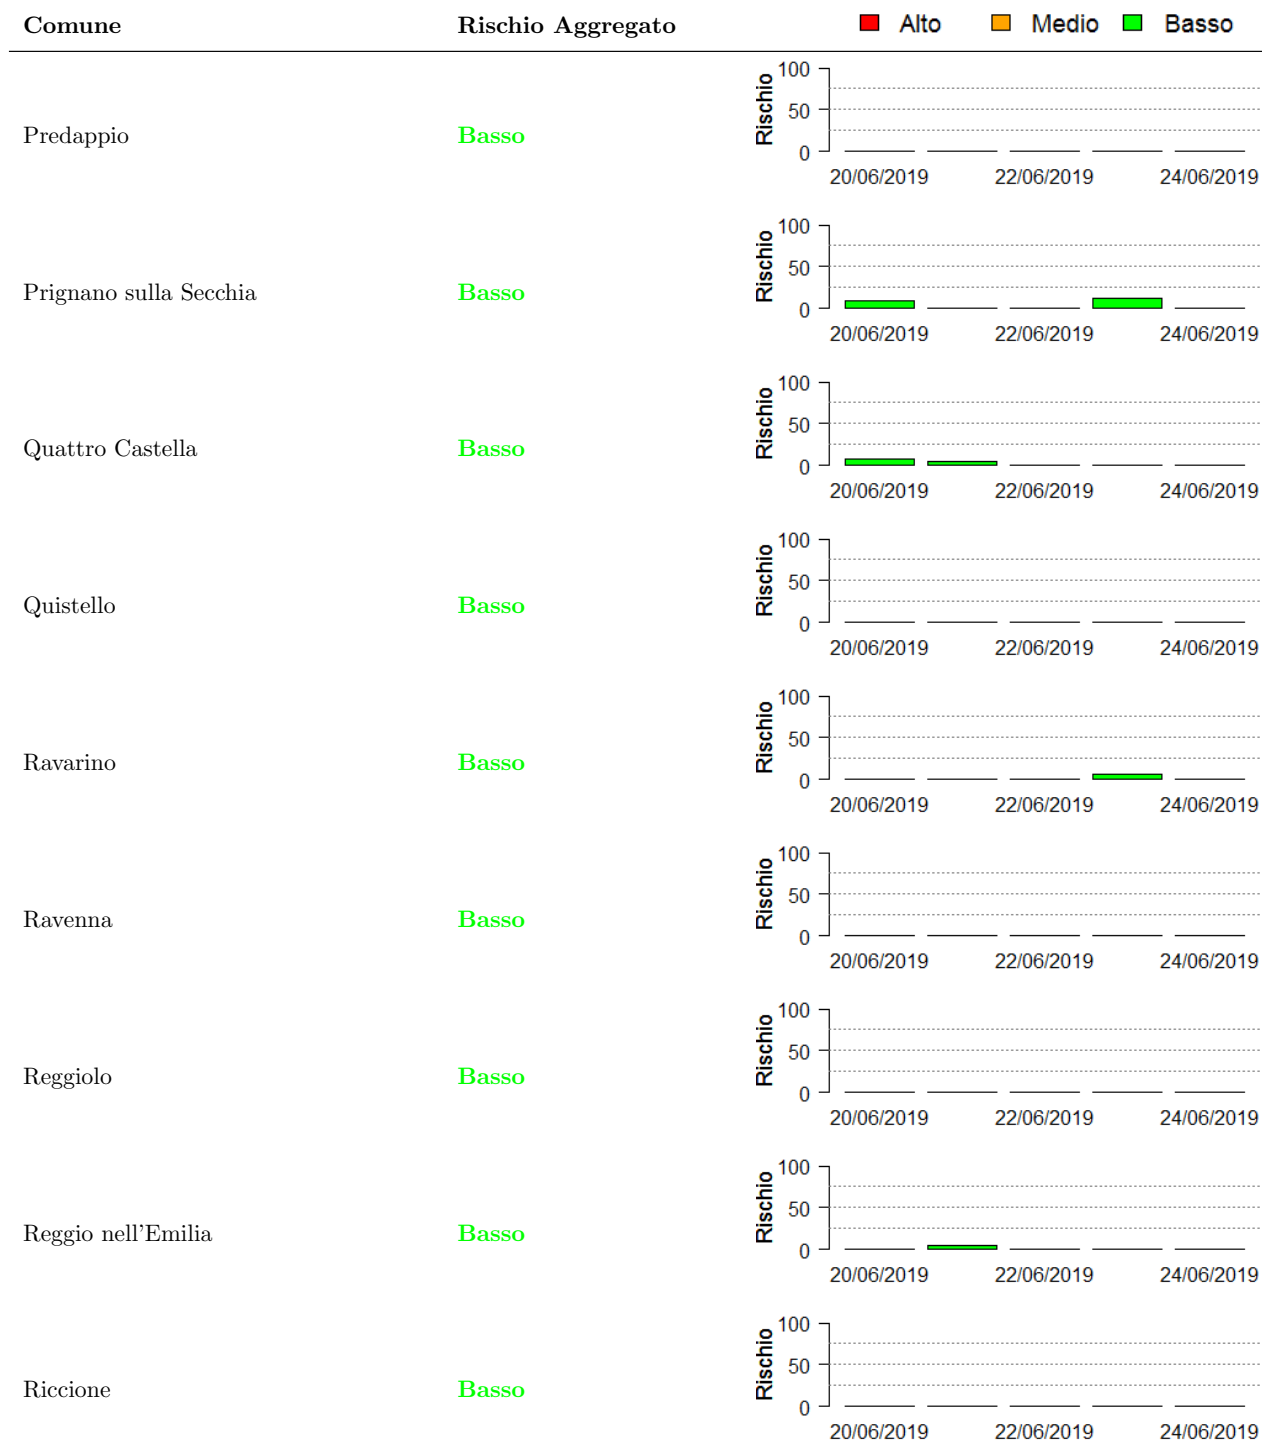 Comune Rischio Aggregato Alto Medio Basso
100
50
0
Rischio
Predappio Basso
20/06/2019 22/06/2019 24/06/2019
100
50
0
Rischio
Prignano sulla Secchia Basso
20/06/2019 22/06/2019 24/06/2019
100
50
0
Rischio
Quattro Castella Basso
20/06/2019 22/06/2019 24/06/2019
100
50
0
Rischio
Quistello Basso
20/06/2019 22/06/2019 24/06/2019
100
50
0
Rischio
Ravarino Basso
20/06/2019 22/06/2019 24/06/2019
100
50
0
Rischio
Ravenna Basso
20/06/2019 22/06/2019 24/06/2019
100
50
0
Rischio
Reggiolo Basso
20/06/2019 22/06/2019 24/06/2019
100
50
0
Rischio
Reggio nell'Emilia Basso
20/06/2019 22/06/2019 24/06/2019
100
50
0
Rischio
Riccione Basso
20/06/2019 22/06/2019 24/06/2019